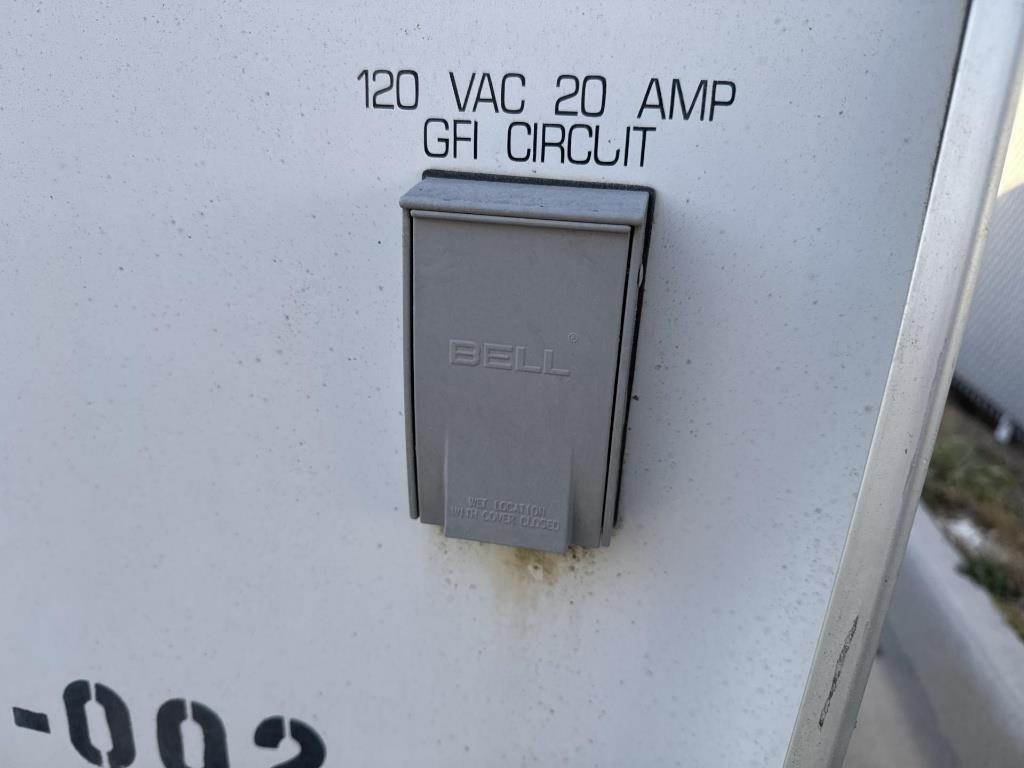 120 VAC 20 AMP
GFI CIRCUIT
BELL®
WET LOCATION
WITH COVER CLOSED
-002